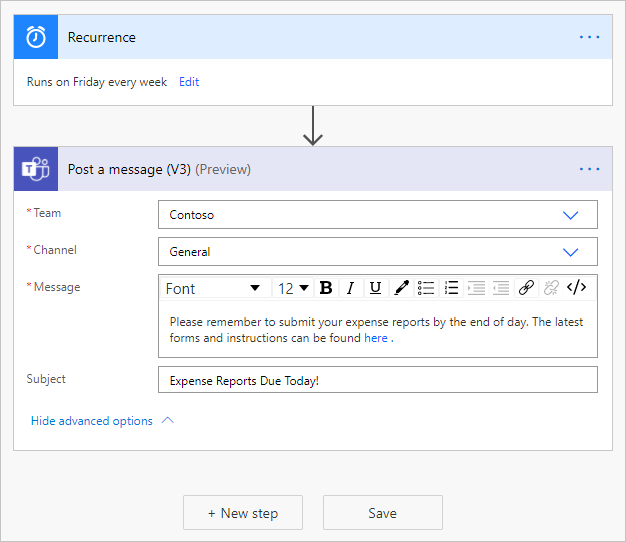 Recurrence
Runs on Friday every week Edit
T
Post a message (V3) (Preview)
*Team
Contoso
*Channel
General
*Message
Font 12 B I U </>
Please remember to submit your expense reports by the end of day. The latest
forms and instructions can be found here .
Subject
Expense Reports Due Today!
Hide advanced options
+ New step
Save